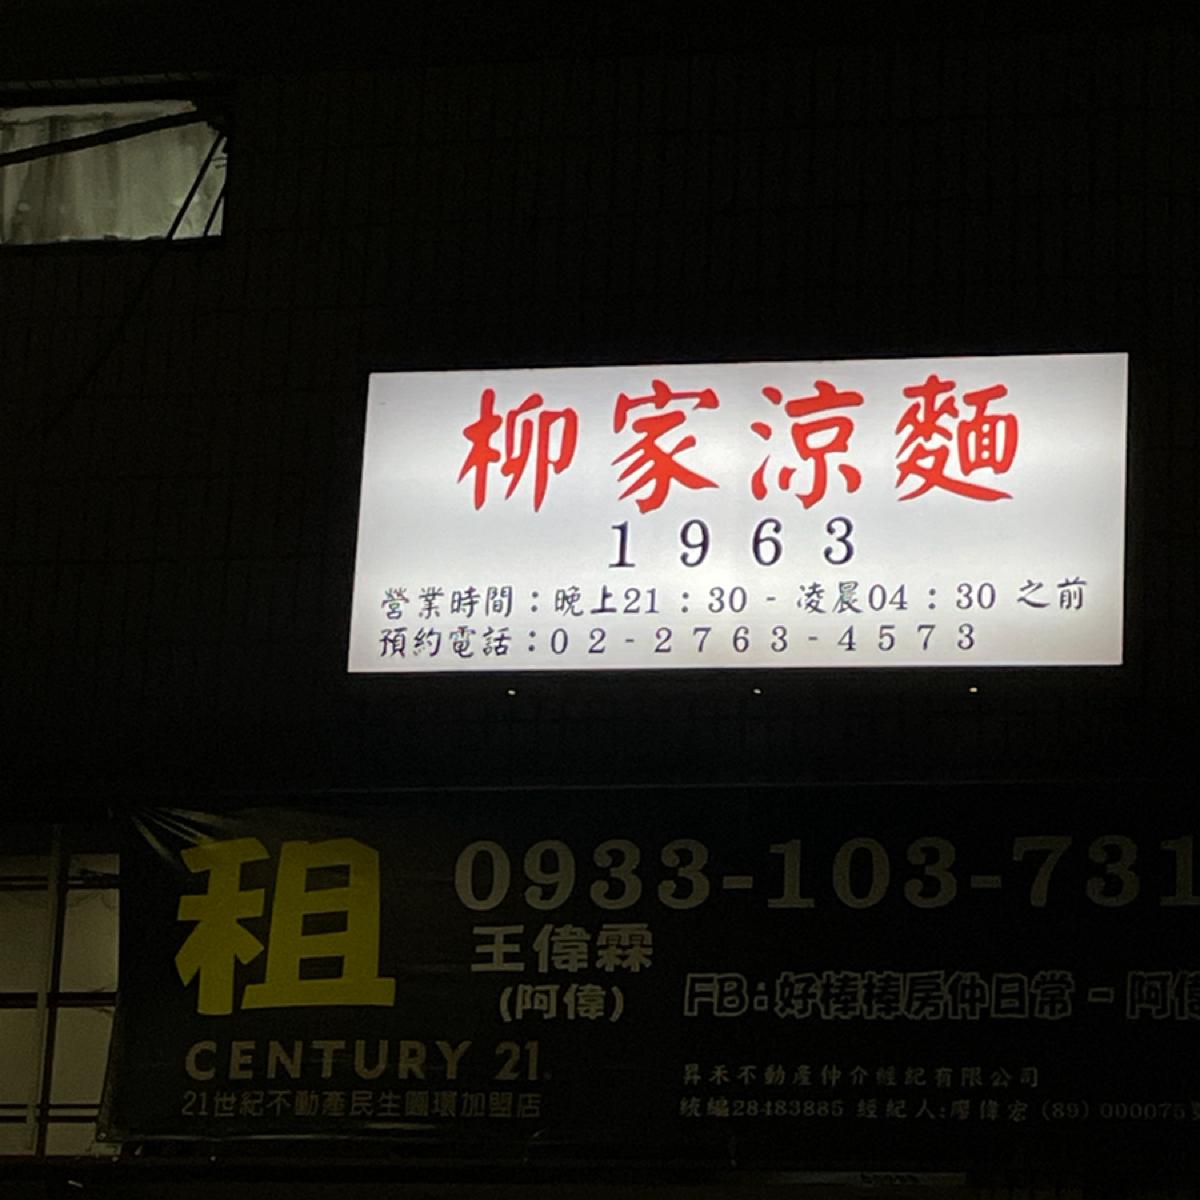 柳家涼麵
1963
營業時間：晚上21：30 - 凌晨04：30 之前
預約電話：02-2763-4573
租
0933-103-731
王偉霖
(阿偉)
FB:好棒棒房仲日常 - 阿偉
CENTURY 21
21世紀不動產民生圓環加盟店
昇禾不動產仲介經紀有限公司
統編28483885 經紀人:廖偉宏 (89) 000075